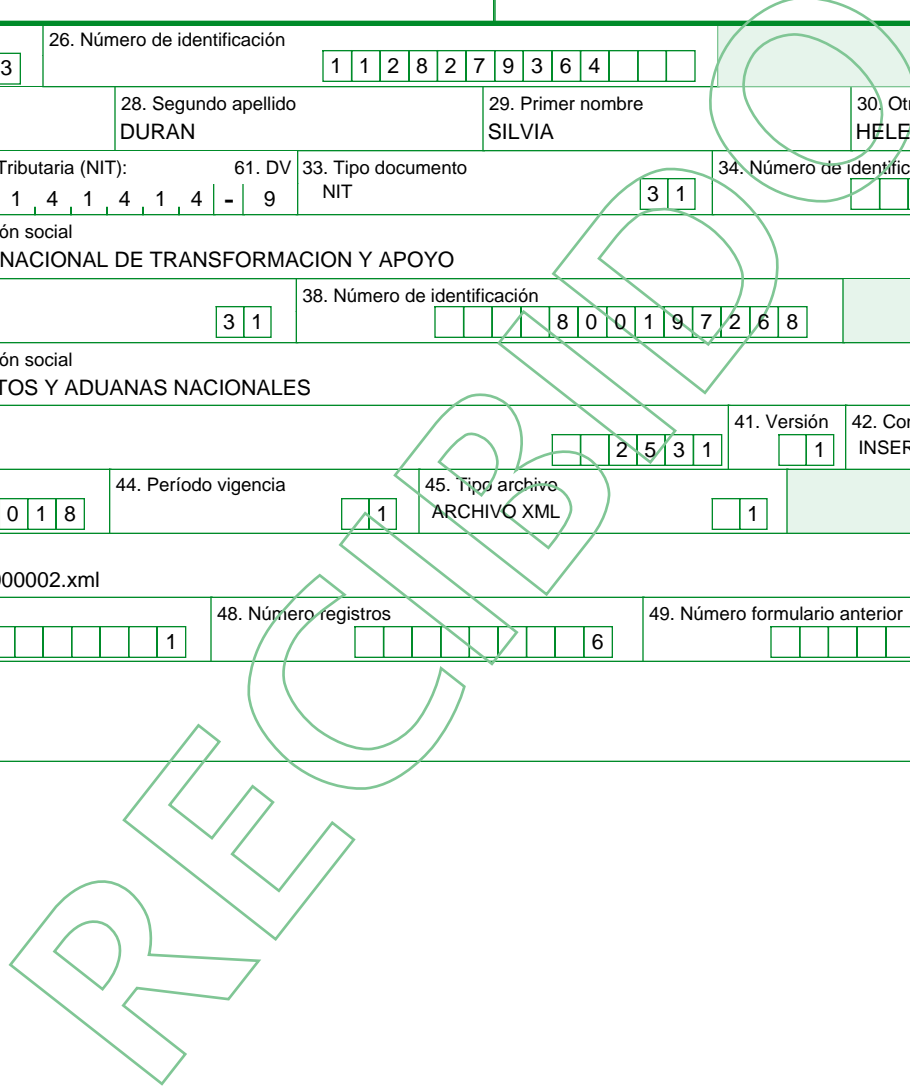 26. Número de identificación
3 1 1 2 8 2 7 9 3 6 4
28. Segundo apellido 29. Primer nombre 30. Ot
DURAN SILVIA HELE
Tributaria (NIT): 61. DV 33. Tipo documento 34. Número de identific
1 4 1 4 1 4 - 9 NIT 3 1
ón social
NACIONAL DE TRANSFORMACION Y APOYO
38. Número de identificación
3 1 8 0 0 1 9 7 2 6 8
ón social
TOS Y ADUANAS NACIONALES
41. Versión 42. Con
2 5 3 1 1 INSER
44. Período vigencia 45. Tipo archivo
0 1 8 1 ARCHIVO XML 1
000002.xml
48. Número registros 49. Número formulario anterior
1 6
RECIBIDO